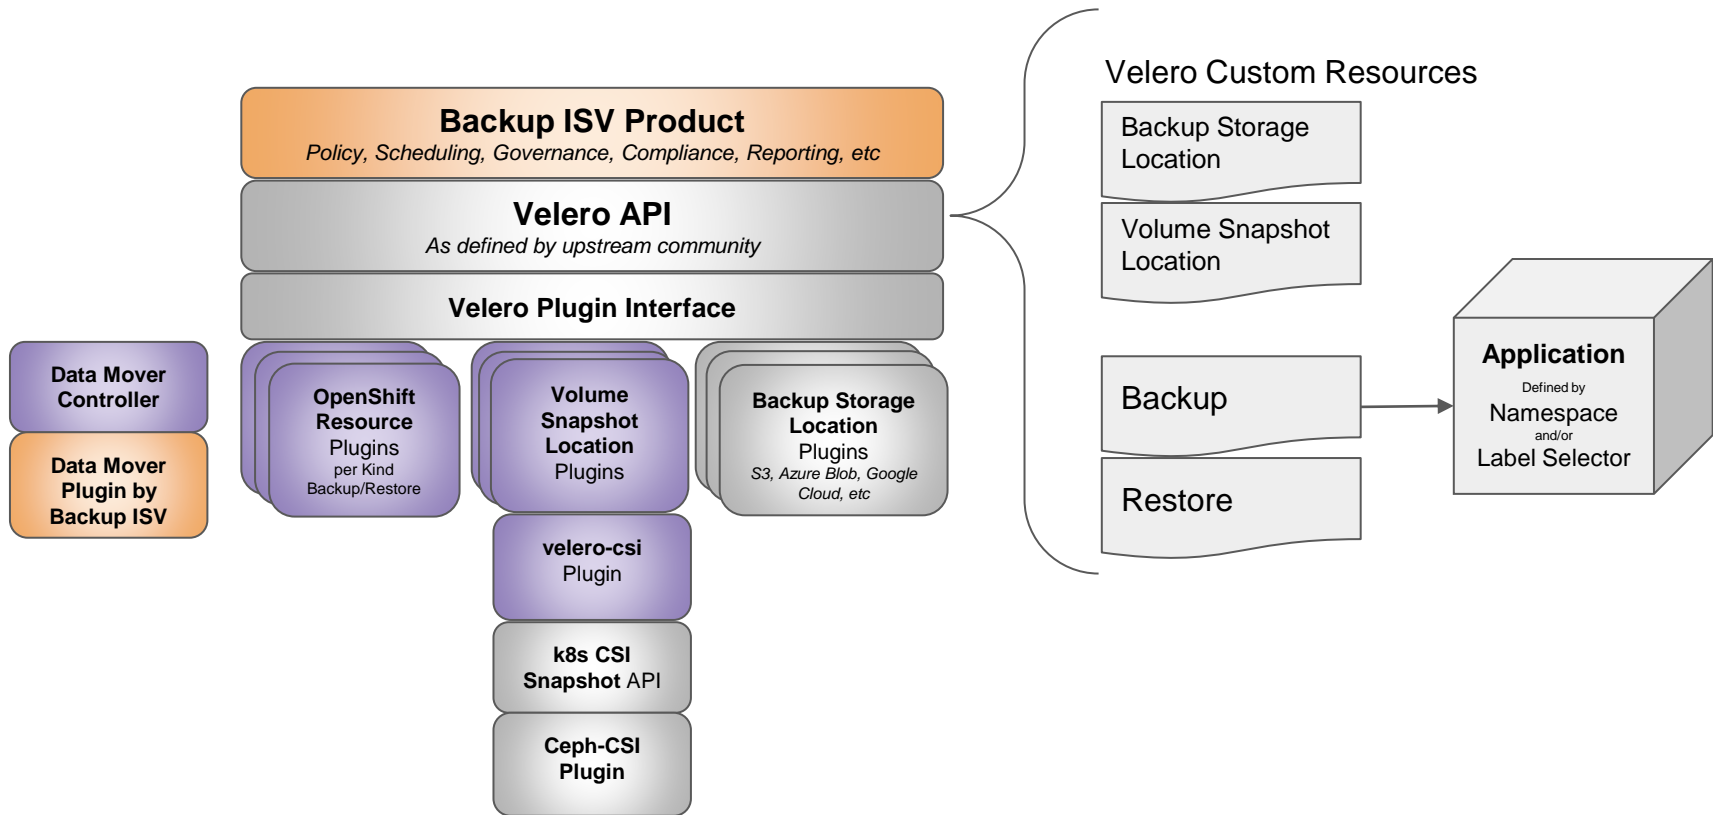 Backup ISV Product
Policy, Scheduling, Governance, Compliance, Reporting, etc
Velero API
As defined by upstream community
Velero Plugin Interface
Data Mover
Controller
Data Mover
Plugin by
Backup ISV
OpenShift
Resource
Plugins
per Kind
Backup/Restore
Volume
Snapshot
Location
Plugins
Backup Storage
Location
Plugins
S3, Azure Blob, Google
Cloud, etc
velero-csi
Plugin
k8s CSI
Snapshot API
Ceph-CSI
Plugin
Velero Custom Resources
Backup Storage
Location
Volume Snapshot
Location
Backup
Restore
Application
Defined by
Namespace
and/or
Label Selector